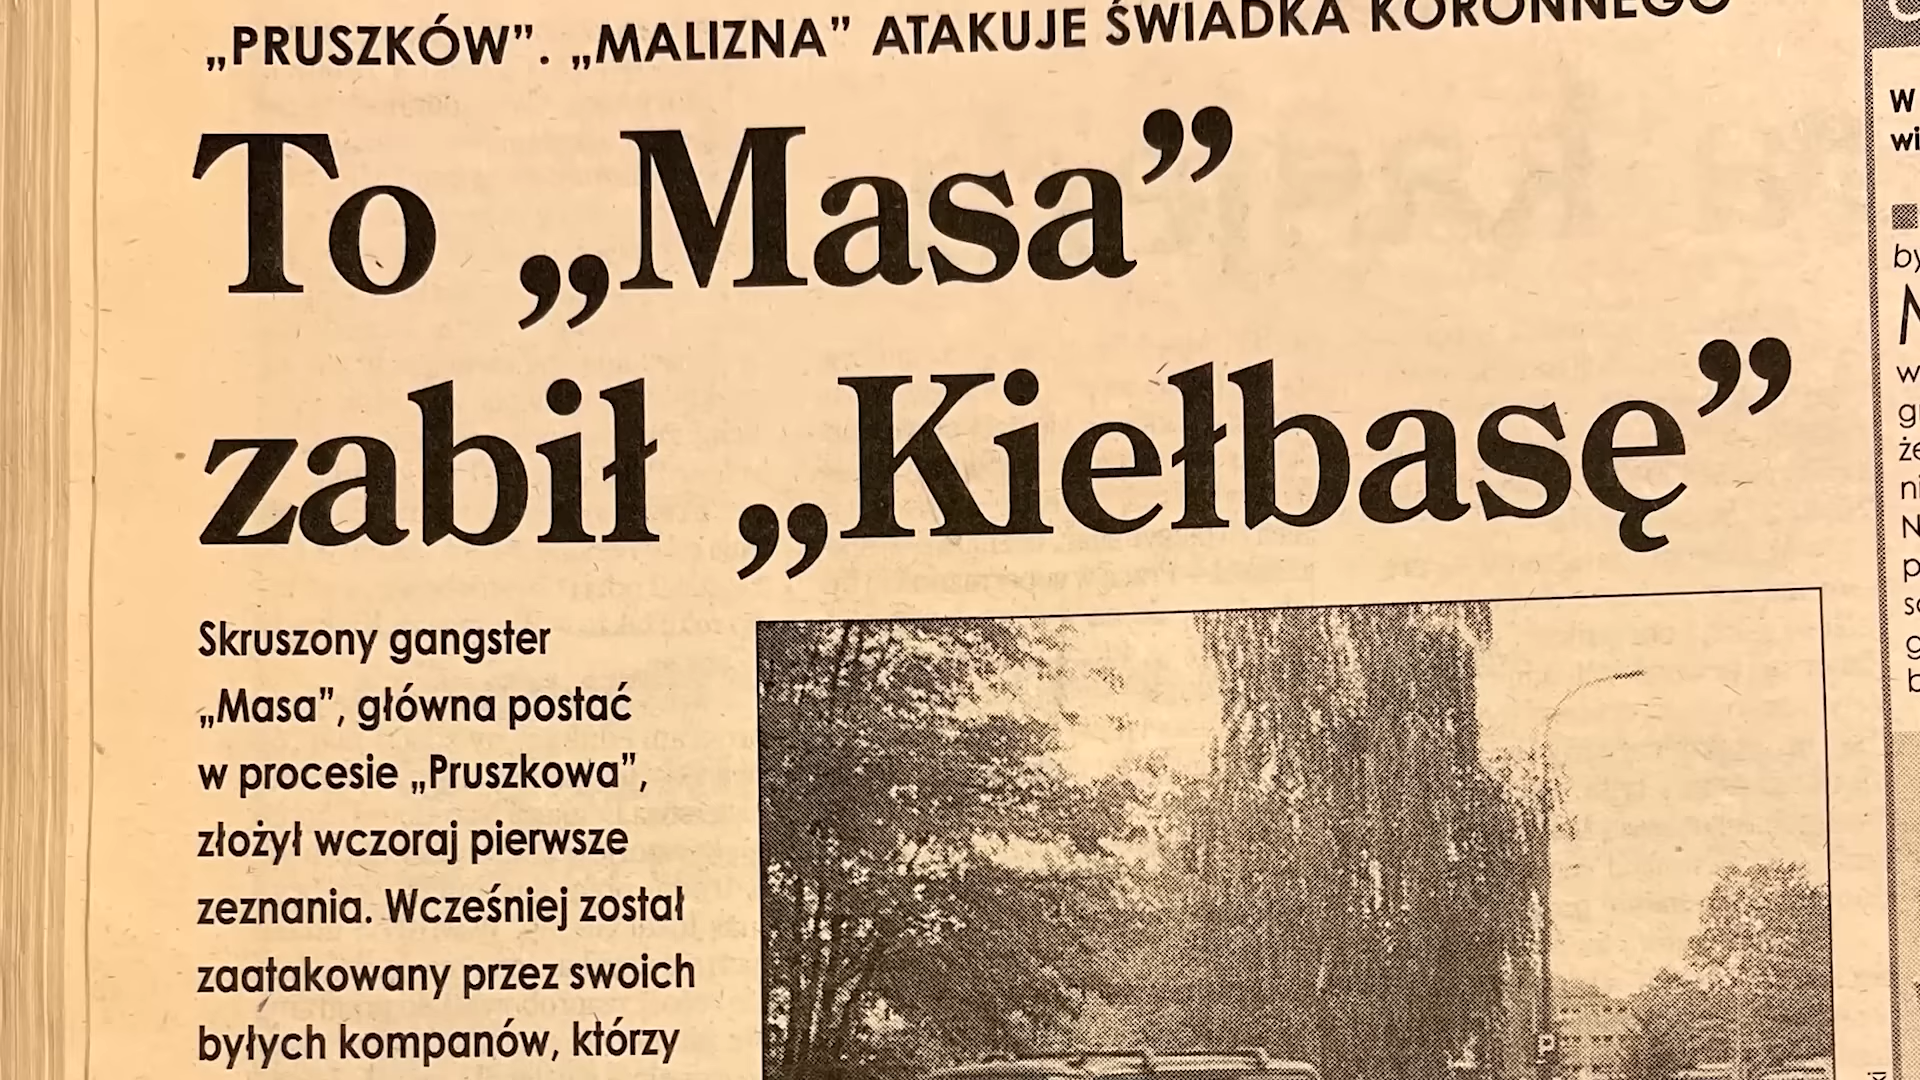 „PRUSZKÓW”. „MALIZNA” ATAKUJE ŚWIADKA KORONNEGO
To „Masa”
zabił „Kiełbasę”
Skruszony gangster
„Masa”, główna postać
w procesie „Pruszkowa”,
złożył wczoraj pierwsze
zeznania. Wcześniej został
zaatakowany przez swoich
byłych kompanów, którzy
P